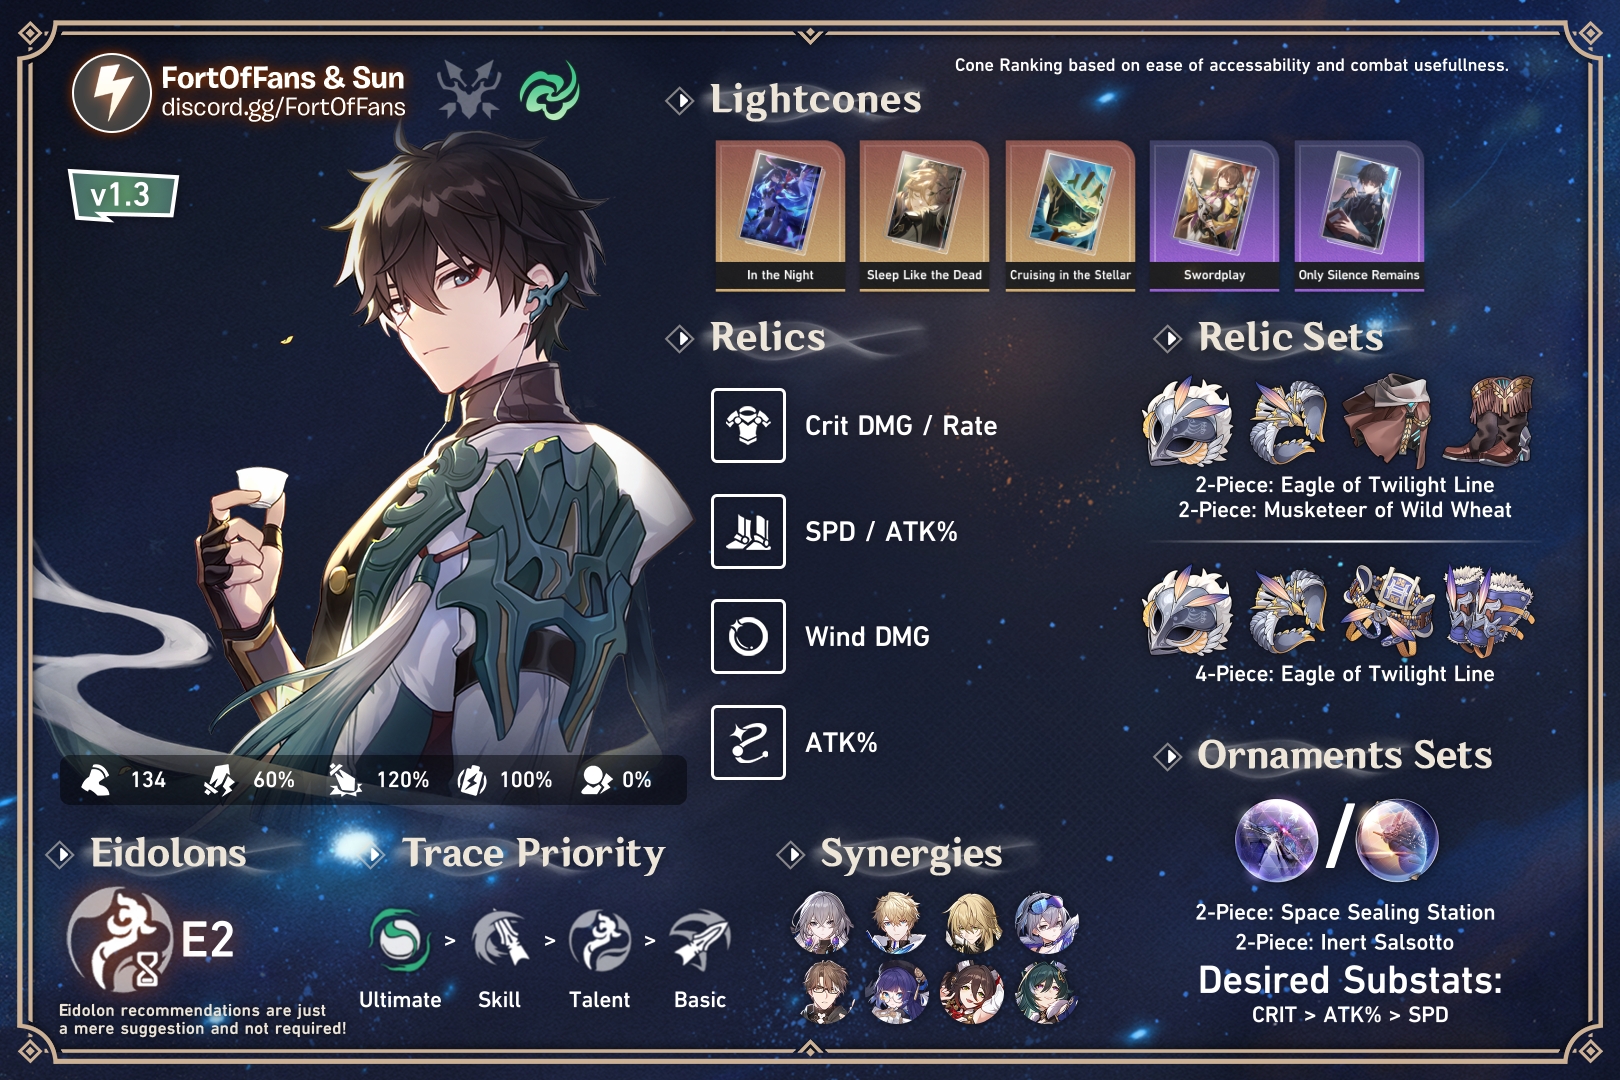 FortOfFans & Sun
discord.gg/FortOfFans
v1.3
Cone Ranking based on ease of accessability and combat usefullness.
Lightcones
In the Night
Sleep Like the Dead
Cruising in the Stellar
Swordplay
Only Silence Remains
Relics
Crit DMG / Rate
SPD / ATK%
Wind DMG
ATK%
Relic Sets
2-Piece: Eagle of Twilight Line
2-Piece: Musketeer of Wild Wheat
4-Piece: Eagle of Twilight Line
Ornaments Sets
/
2-Piece: Space Sealing Station
2-Piece: Inert Salsotto
Desired Substats:
CRIT > ATK% > SPD
134 60% 120% 100% 0%
Eidolons
E2
Eidolon recommendations are just
a mere suggestion and not required!
Trace Priority
> > >
Ultimate Skill Talent Basic
Synergies